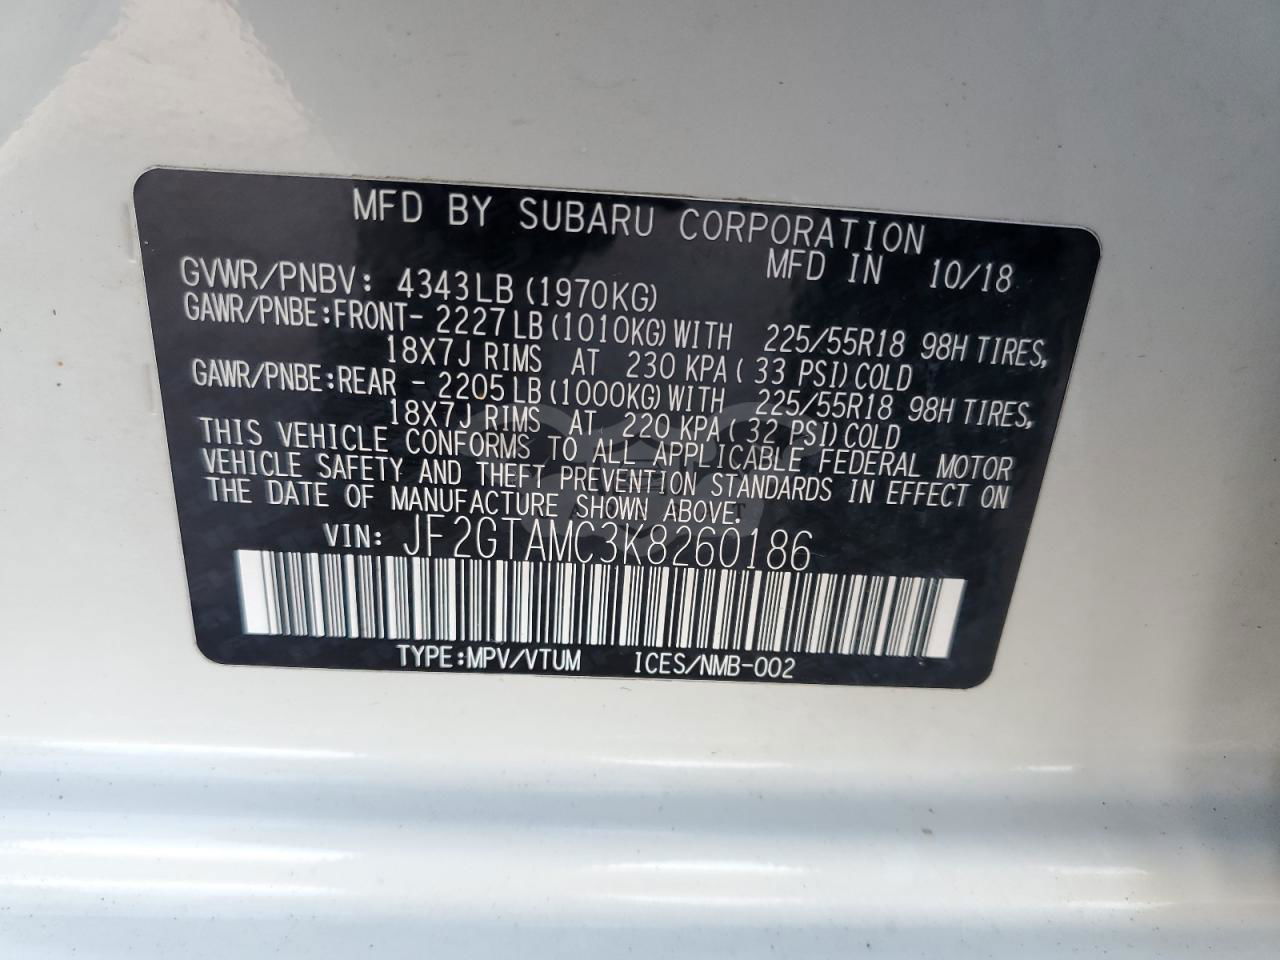 MFD BY SUBARU CORPORATION
MFD IN 10/18
GVWR/PNBV: 4343LB(1970KG)
GAWR/PNBE:FRONT- 2227LB(1010KG)WITH 225/55R18 98H TIRES,
18X7J RIMS AT 230 KPA( 33 PSI)COLD
GAWR/PNBE:REAR - 2205LB(1000KG)WITH 225/55R18 98H TIRES,
18X7J RIMS AT 220 KPA( 32 PSI)COLD
THIS VEHICLE CONFORMS TO ALL APPLICABLE FEDERAL MOTOR
VEHICLE SAFETY AND THEFT PREVENTION STANDARDS IN EFFECT ON
THE DATE OF MANUFACTURE SHOWN ABOVE.
VIN: JF2GTAMC3K8260186
TYPE:MPV/VTUM ICES/NMB-002